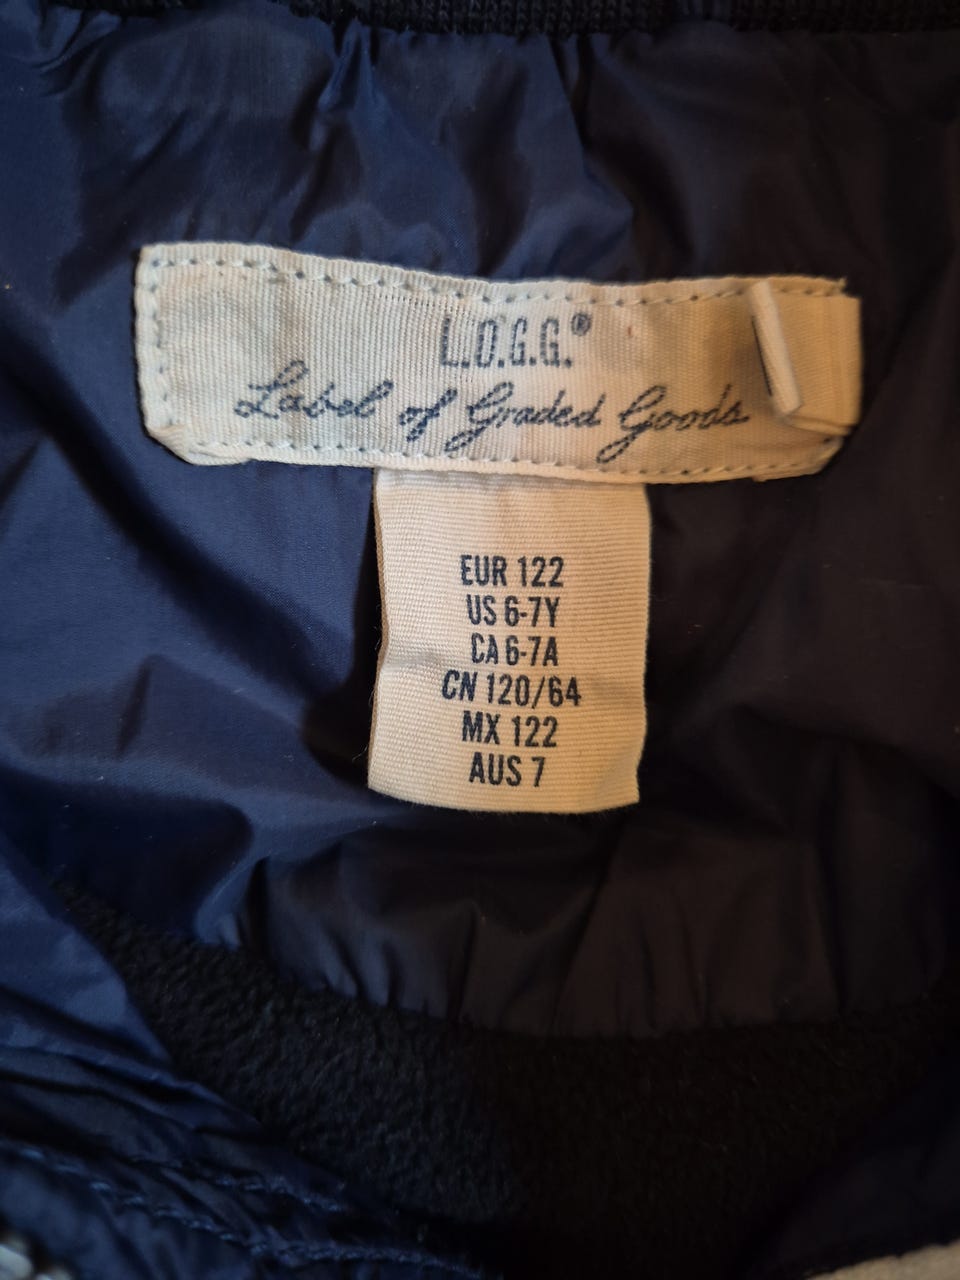 L.O.G.G.®
Label of Graded Goods
EUR 122
US 6-7Y
CA 6-7A
CN 120/64
MX 122
AUS 7